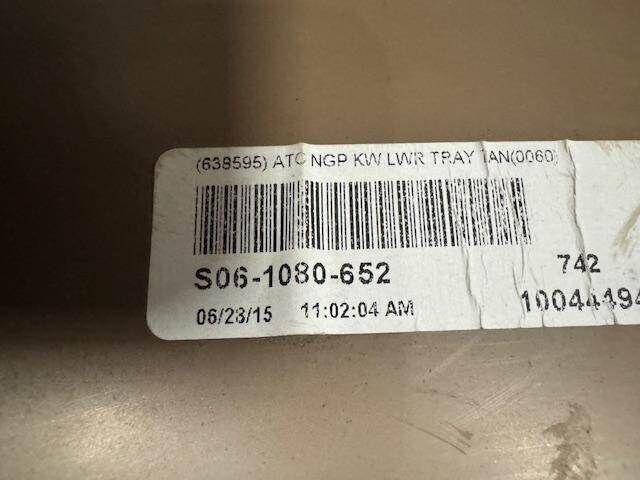 (638595) ATC NGP KW LWR TRAY TAN(0060)
S06-1080-652
742
06/28/15 11:02:04 AM
10044494